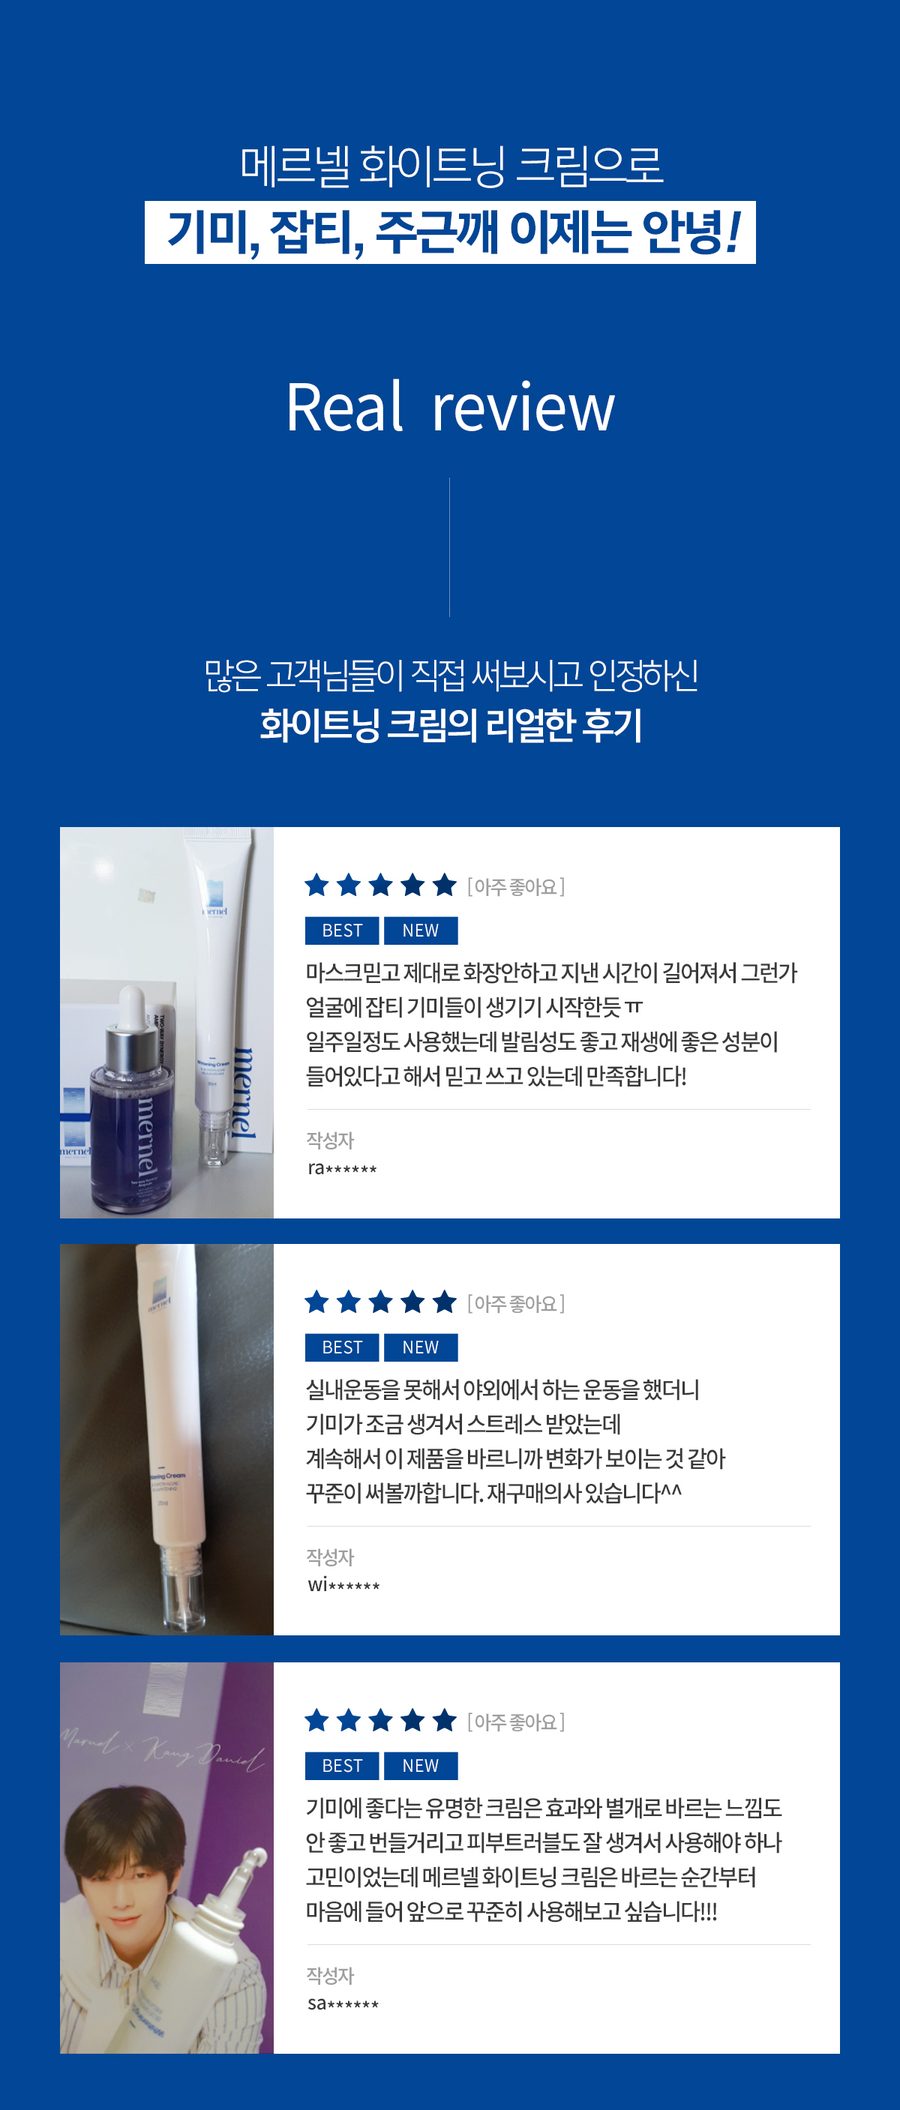 메르넬 화이트닝 크림으로
기미, 잡티, 주근깨 이제는 안녕!
Real review
많은 고객님들이 직접 써보시고 인정하신
화이트닝 크림의 리얼한 후기
mernel
Whitening Cream
mernel
mernel
mernel
[아주 좋아요]
BEST NEW
마스크믿고 제대로 화장안하고 지낸 시간이 길어져서 그런가
얼굴에 잡티 기미들이 생기기 시작한듯 ㅠ
일주일정도 사용했는데 발림성도 좋고 재생에 좋은 성분이
들어있다고 해서 믿고 쓰고 있는데 만족합니다!
작성자
ra******
mernel
ening Cream
[아주 좋아요]
BEST NEW
실내운동을 못해서 야외에서 하는 운동을 했더니
기미가 조금 생겨서 스트레스 받았는데
계속해서 이 제품을 바르니까 변화가 보이는 것 같아
꾸준이 써볼까합니다. 재구매의사 있습니다^^
작성자
wi******
Mernel × Kang Daniel
[아주 좋아요]
BEST NEW
기미에 좋다는 유명한 크림은 효과와 별개로 바르는 느낌도
안 좋고 번들거리고 피부트러블도 잘 생겨서 사용해야 하나
고민이었는데 메르넬 화이트닝 크림은 바르는 순간부터
마음에 들어 앞으로 꾸준히 사용해보고 싶습니다!!!
작성자
sa******